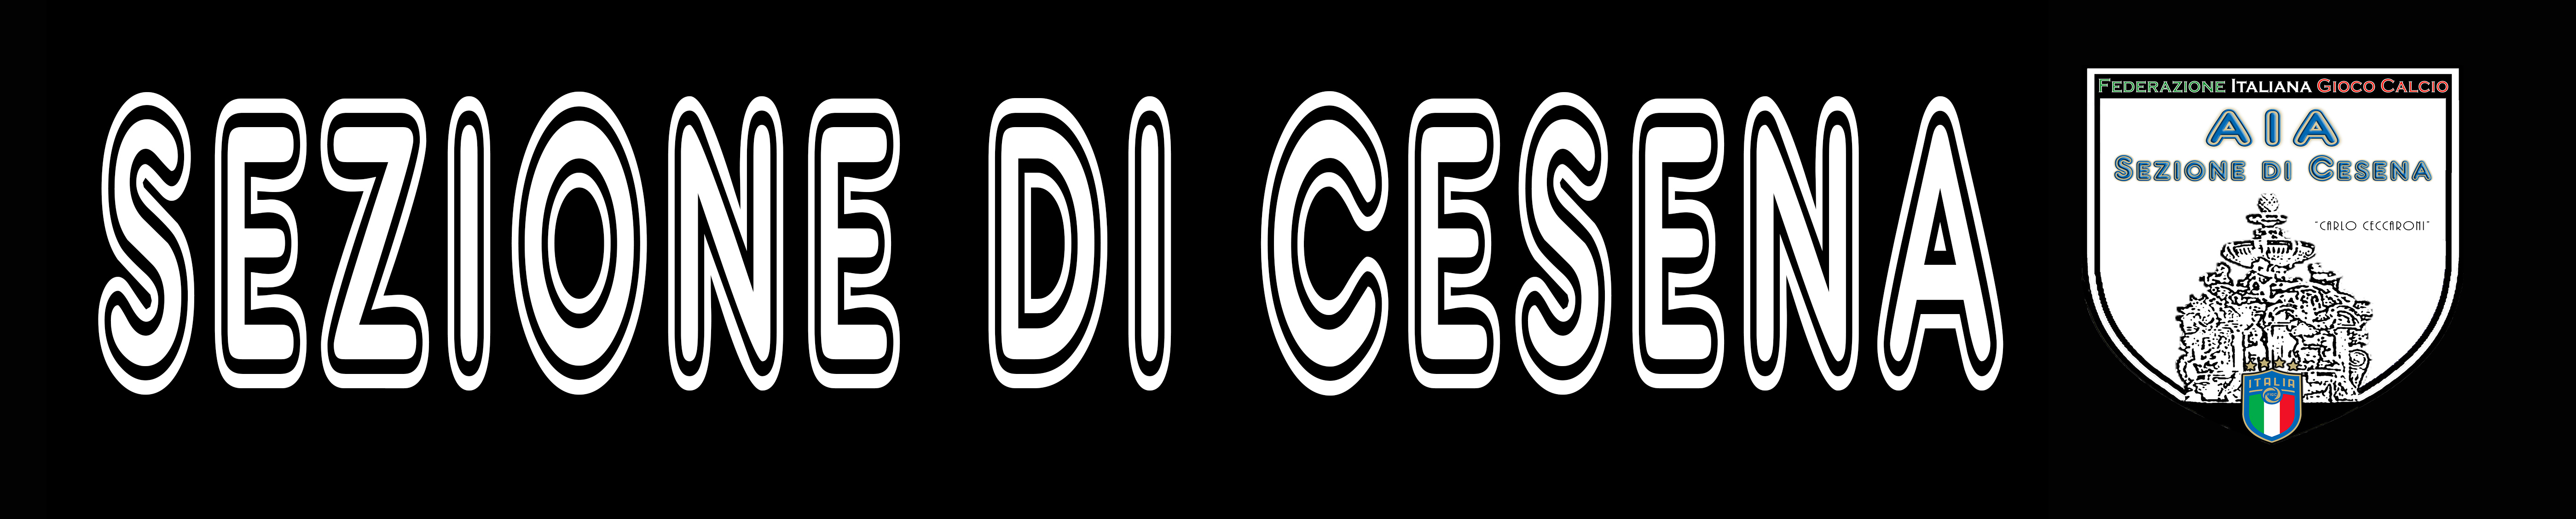 SEZIONE DI CESENA
FEDERAZIONE ITALIANA GIOCO CALCIO
AIA
SEZIONE DI CESENA
"CARLO CECCARONI"
ITALIA